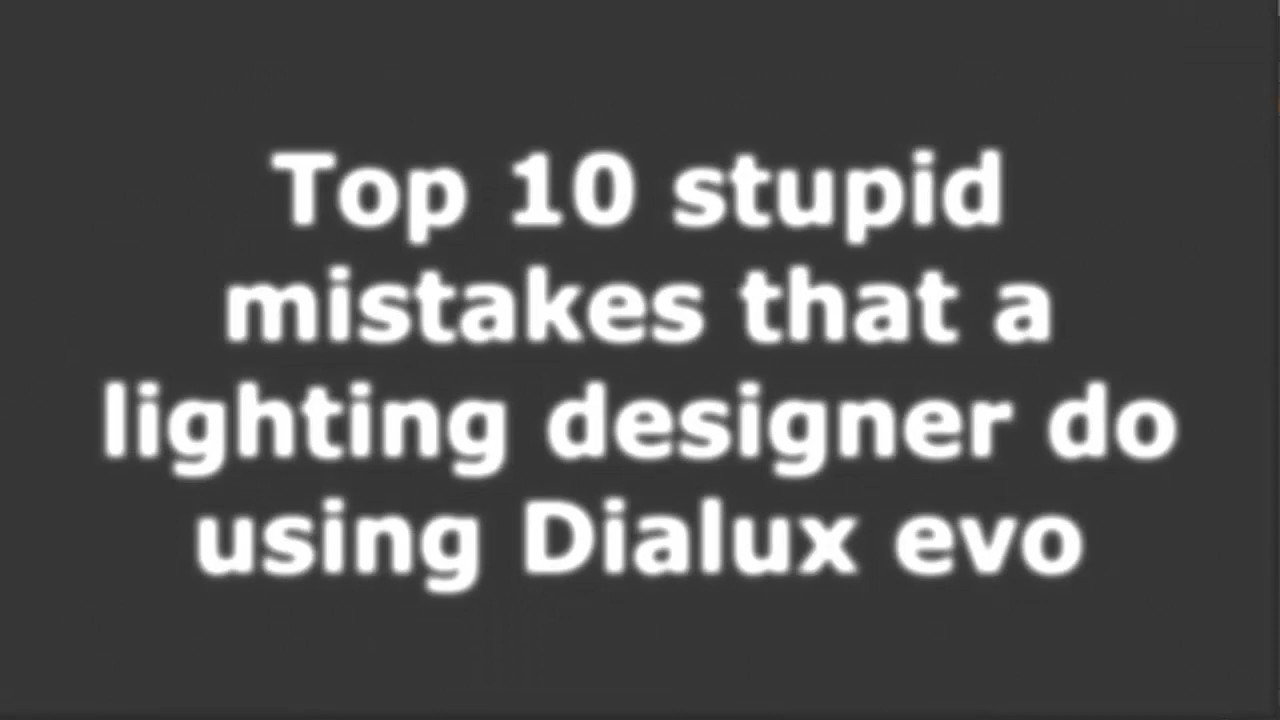 Top 10 stupid
mistakes that a
lighting designer do
using Dialux evo